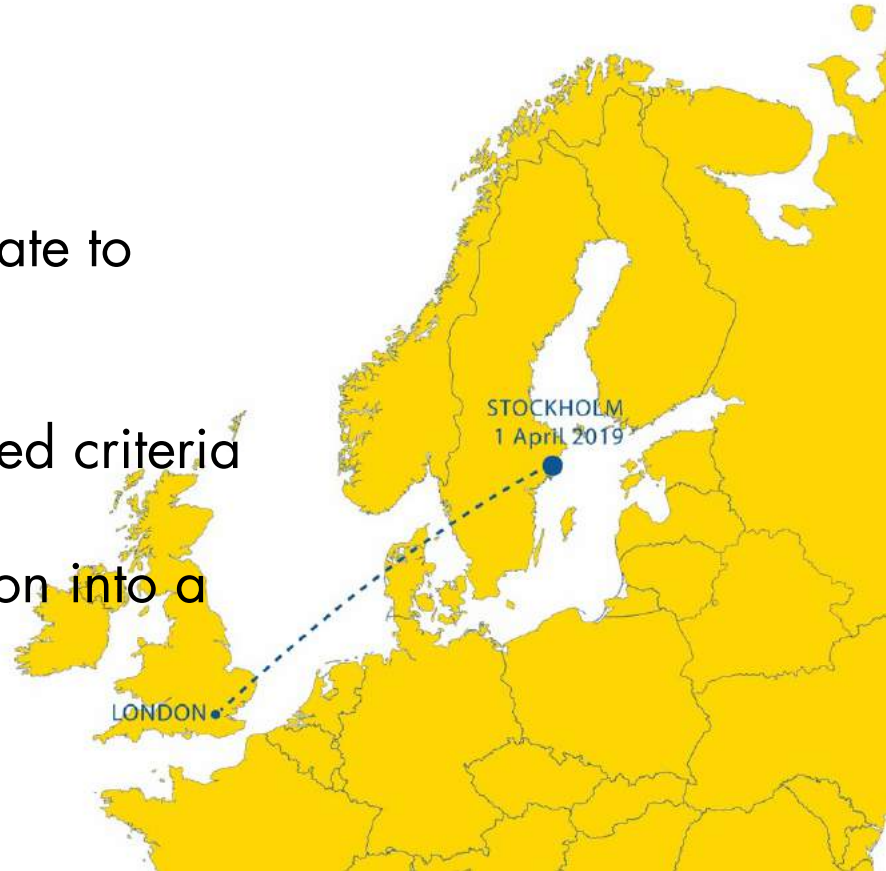 ate to
ed criteria
on into a
STOCKHOLM
1 April 2019
LONDON